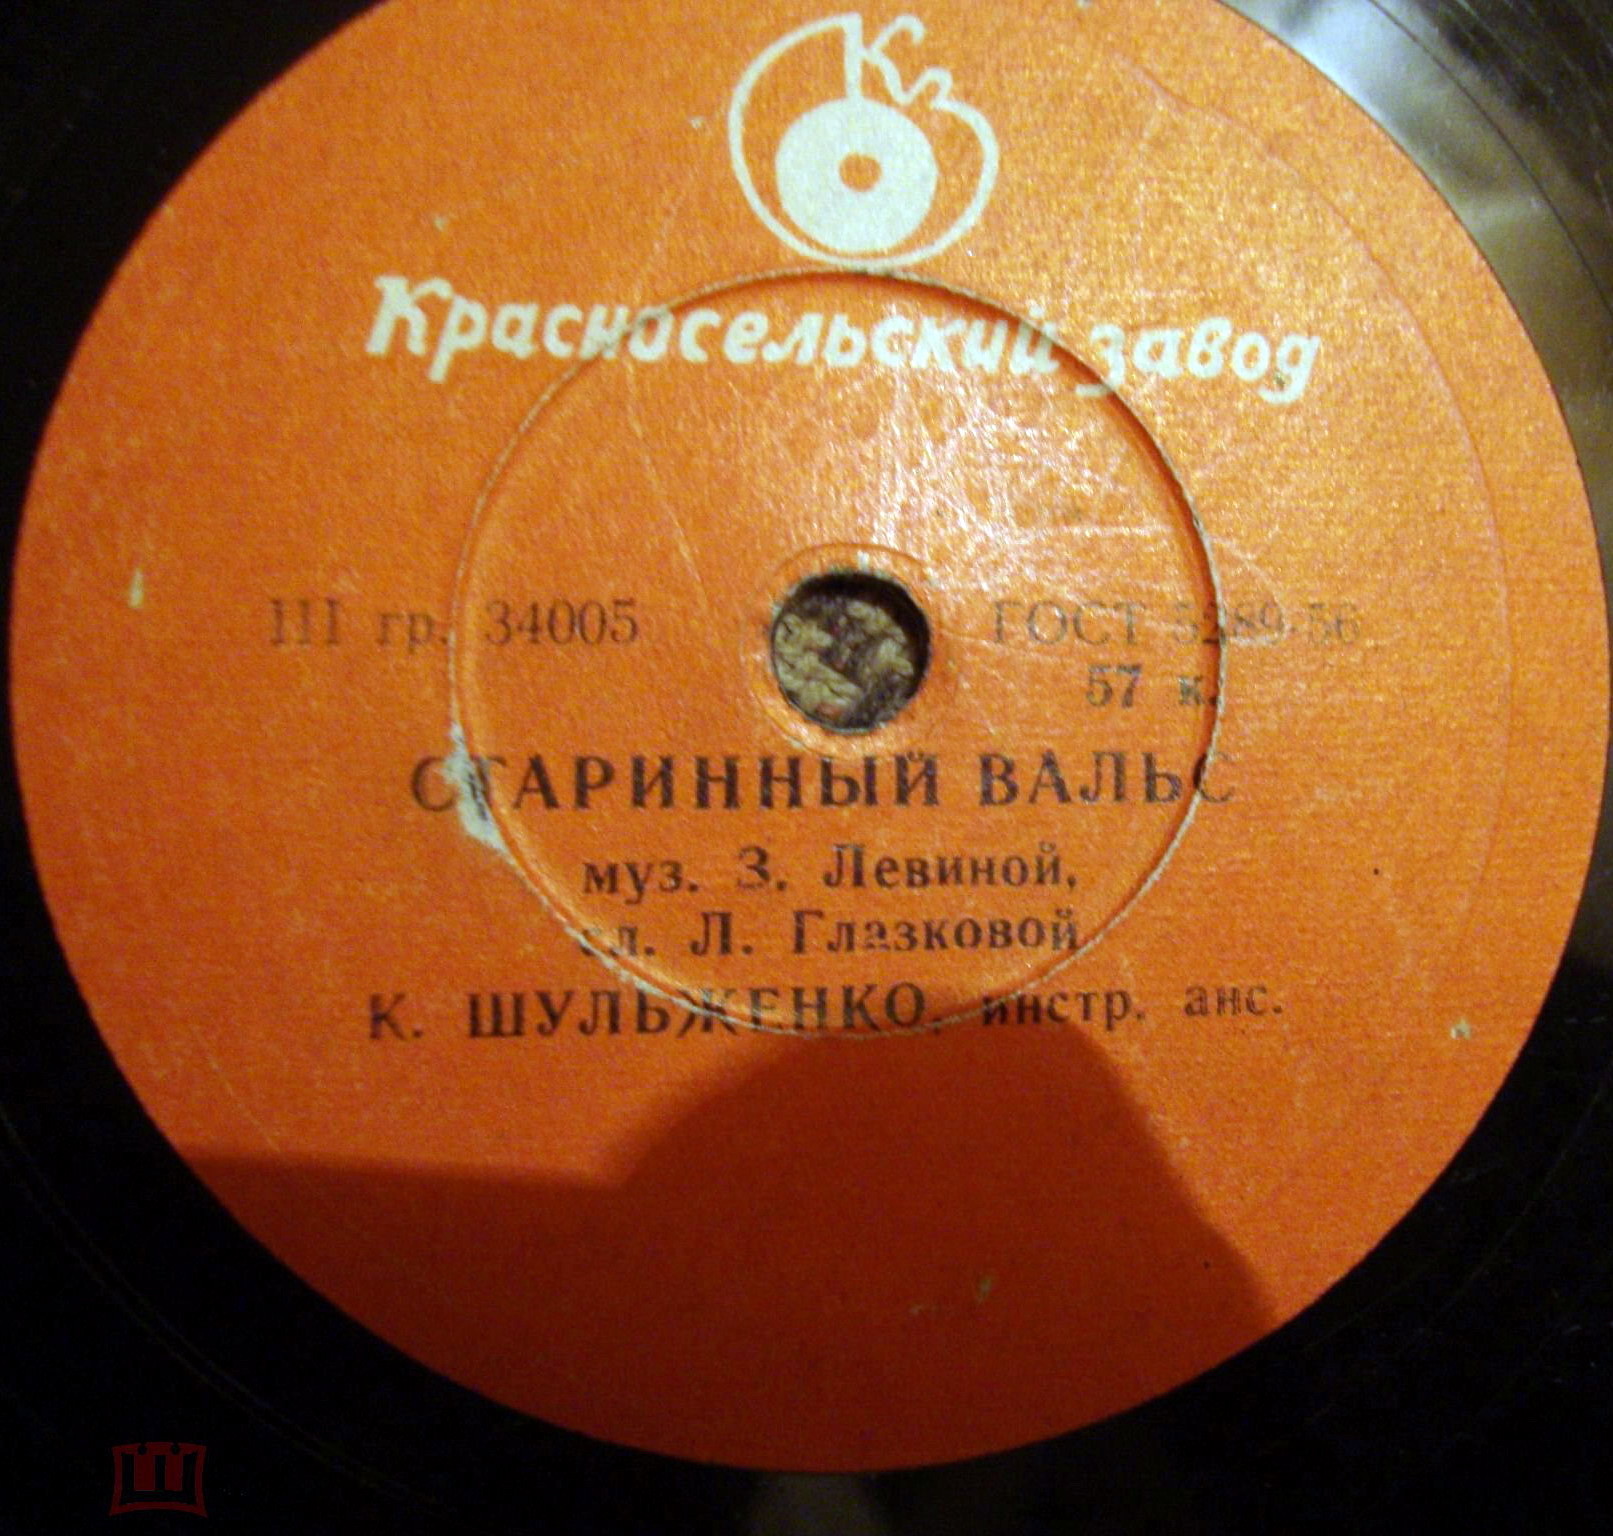 Кз
Красносельский завод
III гр. 34005
ГОСТ 5289-56
57 к.
СТАРИННЫЙ ВАЛЬС
муз. З. Левиной,
сл. Л. Глазковой
К. ШУЛЬЖЕНКО, инстр. анс.